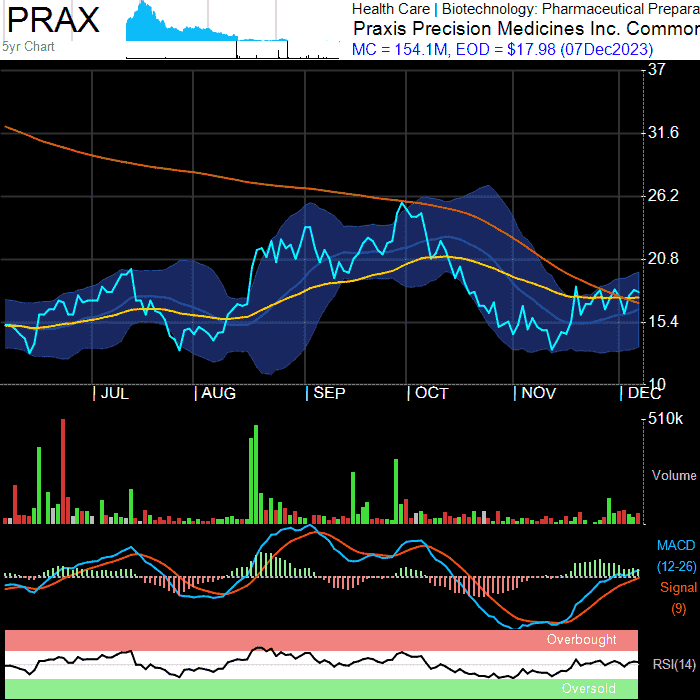 PRAX
5yr Chart
Health Care | Biotechnology: Pharmaceutical Prepara
Praxis Precision Medicines Inc. Common
MC = 154.1M, EOD = $17.98 (07Dec2023)
37
31.6
26.2
20.8
15.4
10
JUL AUG SEP OCT NOV DEC
510k
Volume
MACD
(12-26)
Signal
(9)
Overbought
RSI(14)
Oversold